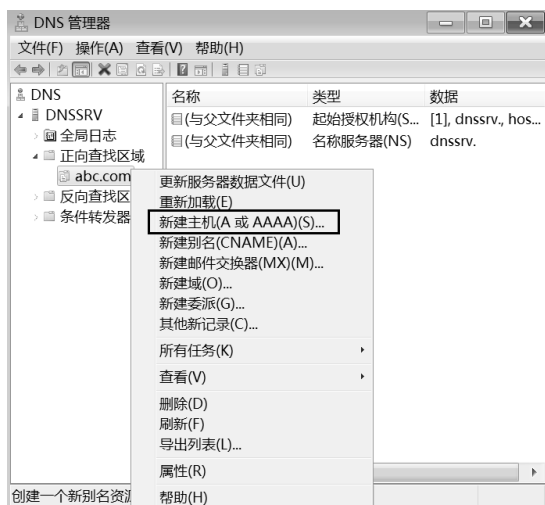 DNS 管理器
文件(F) 操作(A) 查看(V) 帮助(H)
DNS
DNSSRV
全局日志
正向查找区域
abc.com
反向查找区
条件转发器
名称 类型 数据
(与父文件夹相同) 起始授权机构(S... [1], dnssrv., hos...
(与父文件夹相同) 名称服务器(NS) dnssrv.
更新服务器数据文件(U)
重新加载(E)
新建主机(A 或 AAAA)(S)...
新建别名(CNAME)(A)...
新建邮件交换器(MX)(M)...
新建域(O)...
新建委派(G)...
其他新记录(C)...
所有任务(K)
查看(V)
删除(D)
刷新(F)
导出列表(L)...
属性(R)
帮助(H)
创建一个新别名资源